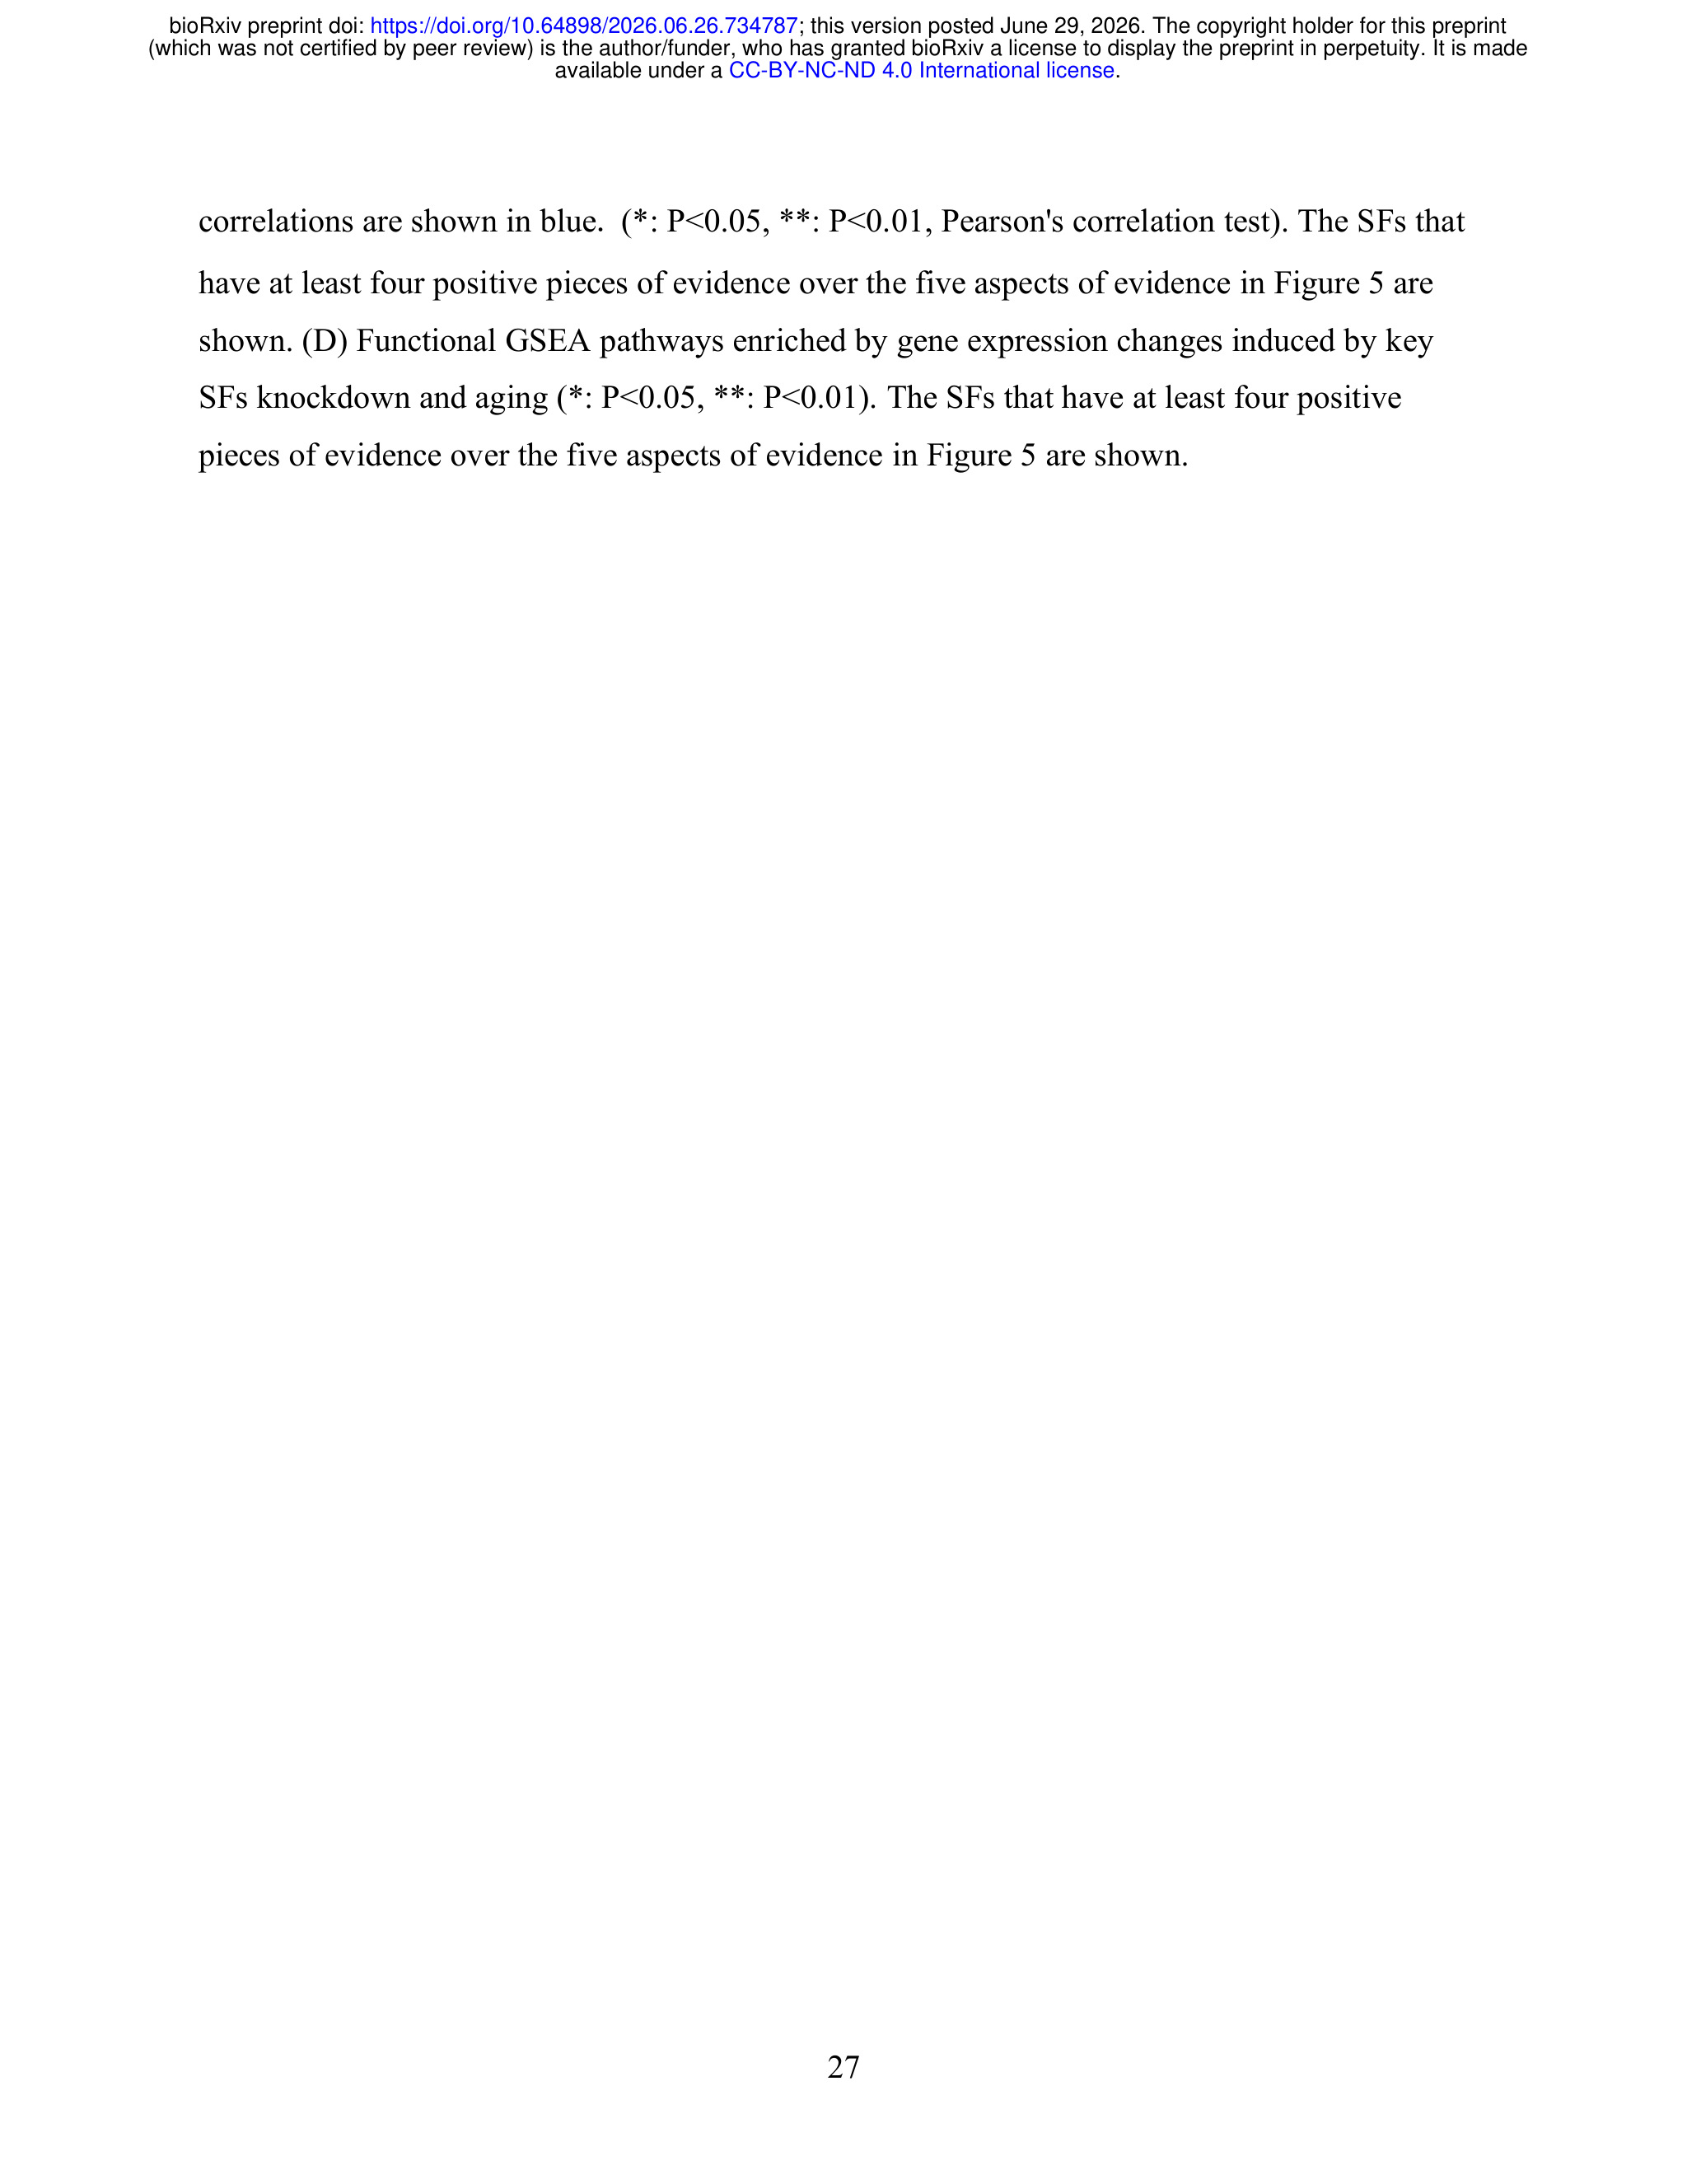 bioRxiv preprint doi: https://doi.org/10.64898/2026.06.26.734787; this version posted June 29, 2026. The copyright holder for this preprint
(which was not certified by peer review) is the author/funder, who has granted bioRxiv a license to display the preprint in perpetuity. It is made
available under a CC-BY-NC-ND 4.0 International license.
correlations are shown in blue.  (*: P<0.05, **: P<0.01, Pearson's correlation test). The SFs that
have at least four positive pieces of evidence over the five aspects of evidence in Figure 5 are
shown. (D) Functional GSEA pathways enriched by gene expression changes induced by key
SFs knockdown and aging (*: P<0.05, **: P<0.01). The SFs that have at least four positive
pieces of evidence over the five aspects of evidence in Figure 5 are shown.
27